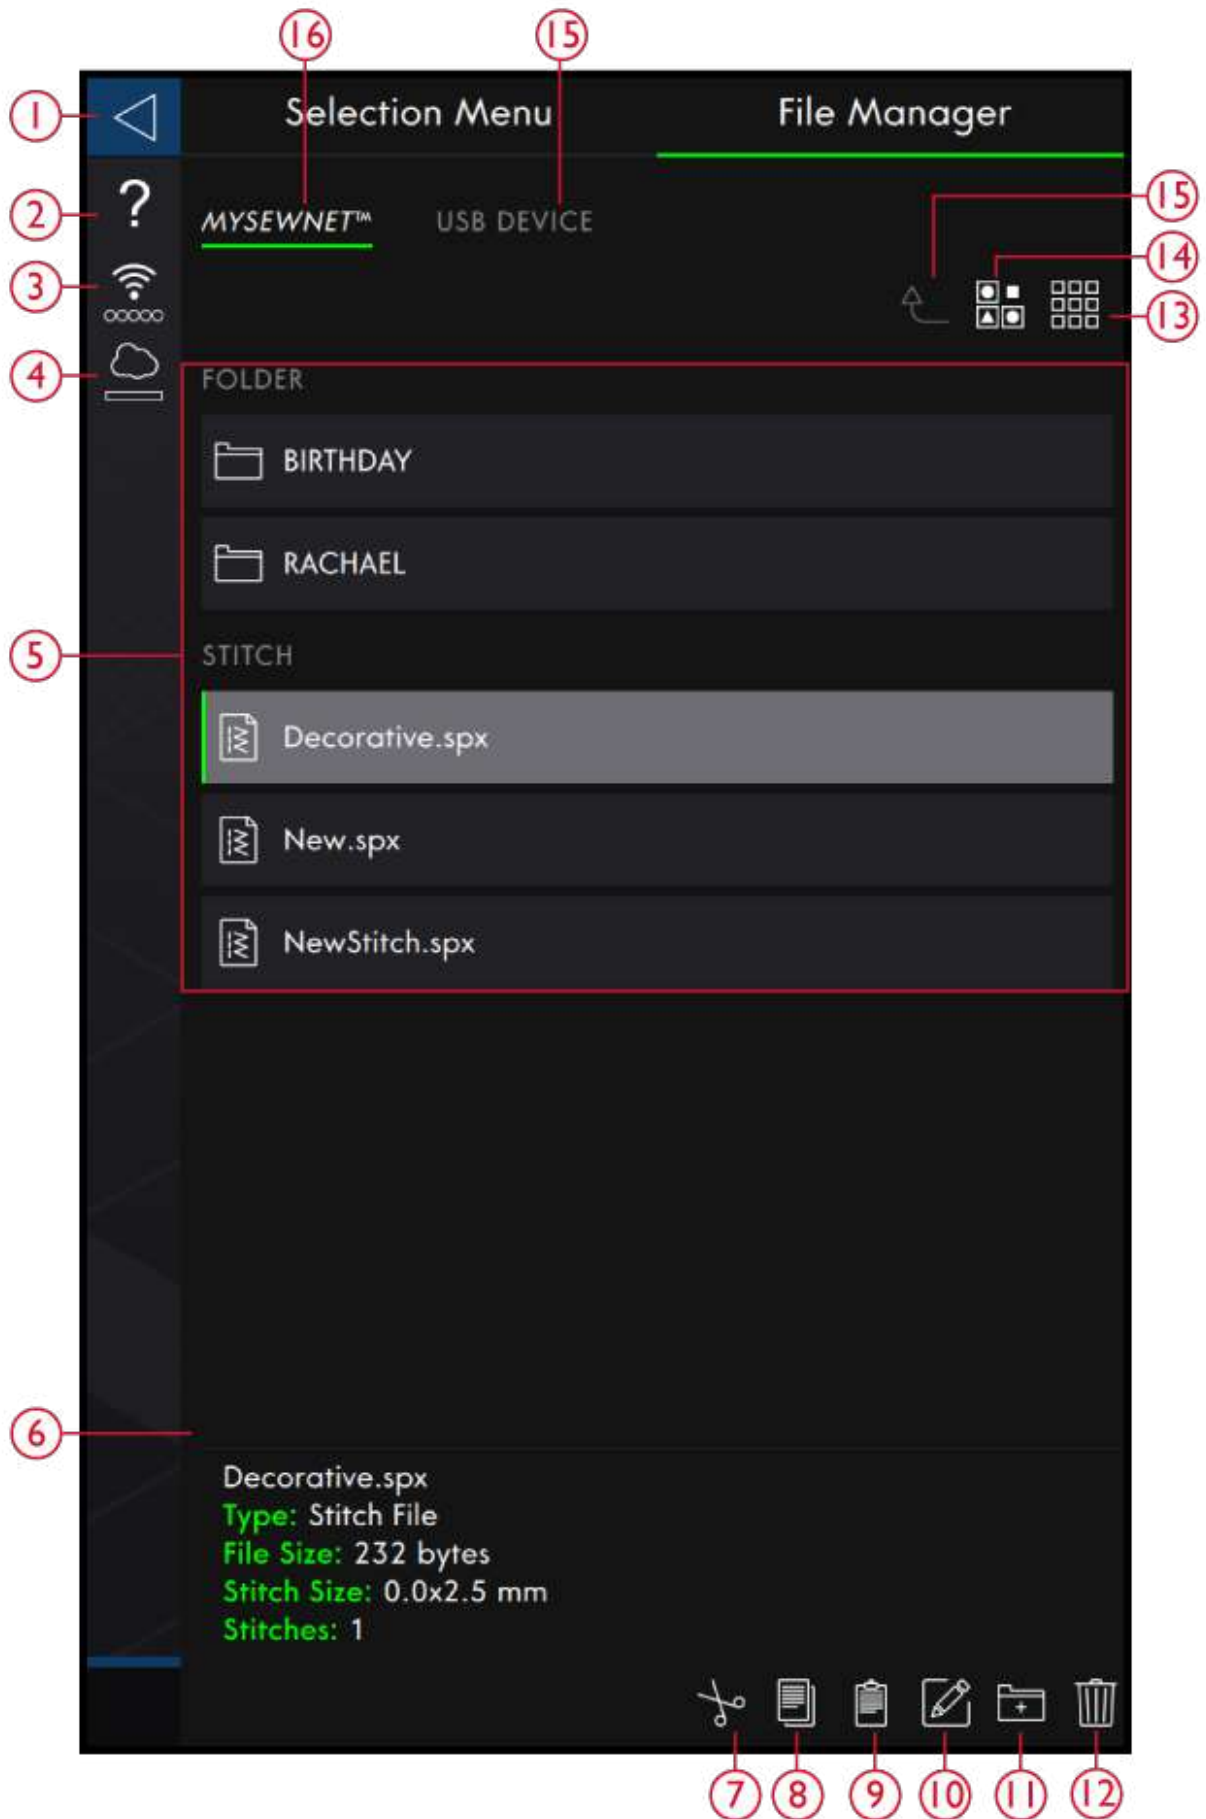 16 15
1 Selection Menu File Manager
2 ? MYSEWNET™ USB DEVICE 15
14
3 13
4 FOLDER
BIRTHDAY
RACHAEL
5 STITCH
Decorative.spx
New.spx
NewStitch.spx
6
Decorative.spx
Type: Stitch File
File Size: 232 bytes
Stitch Size: 0.0x2.5 mm
Stitches: 1
7 8 9 10 11 12